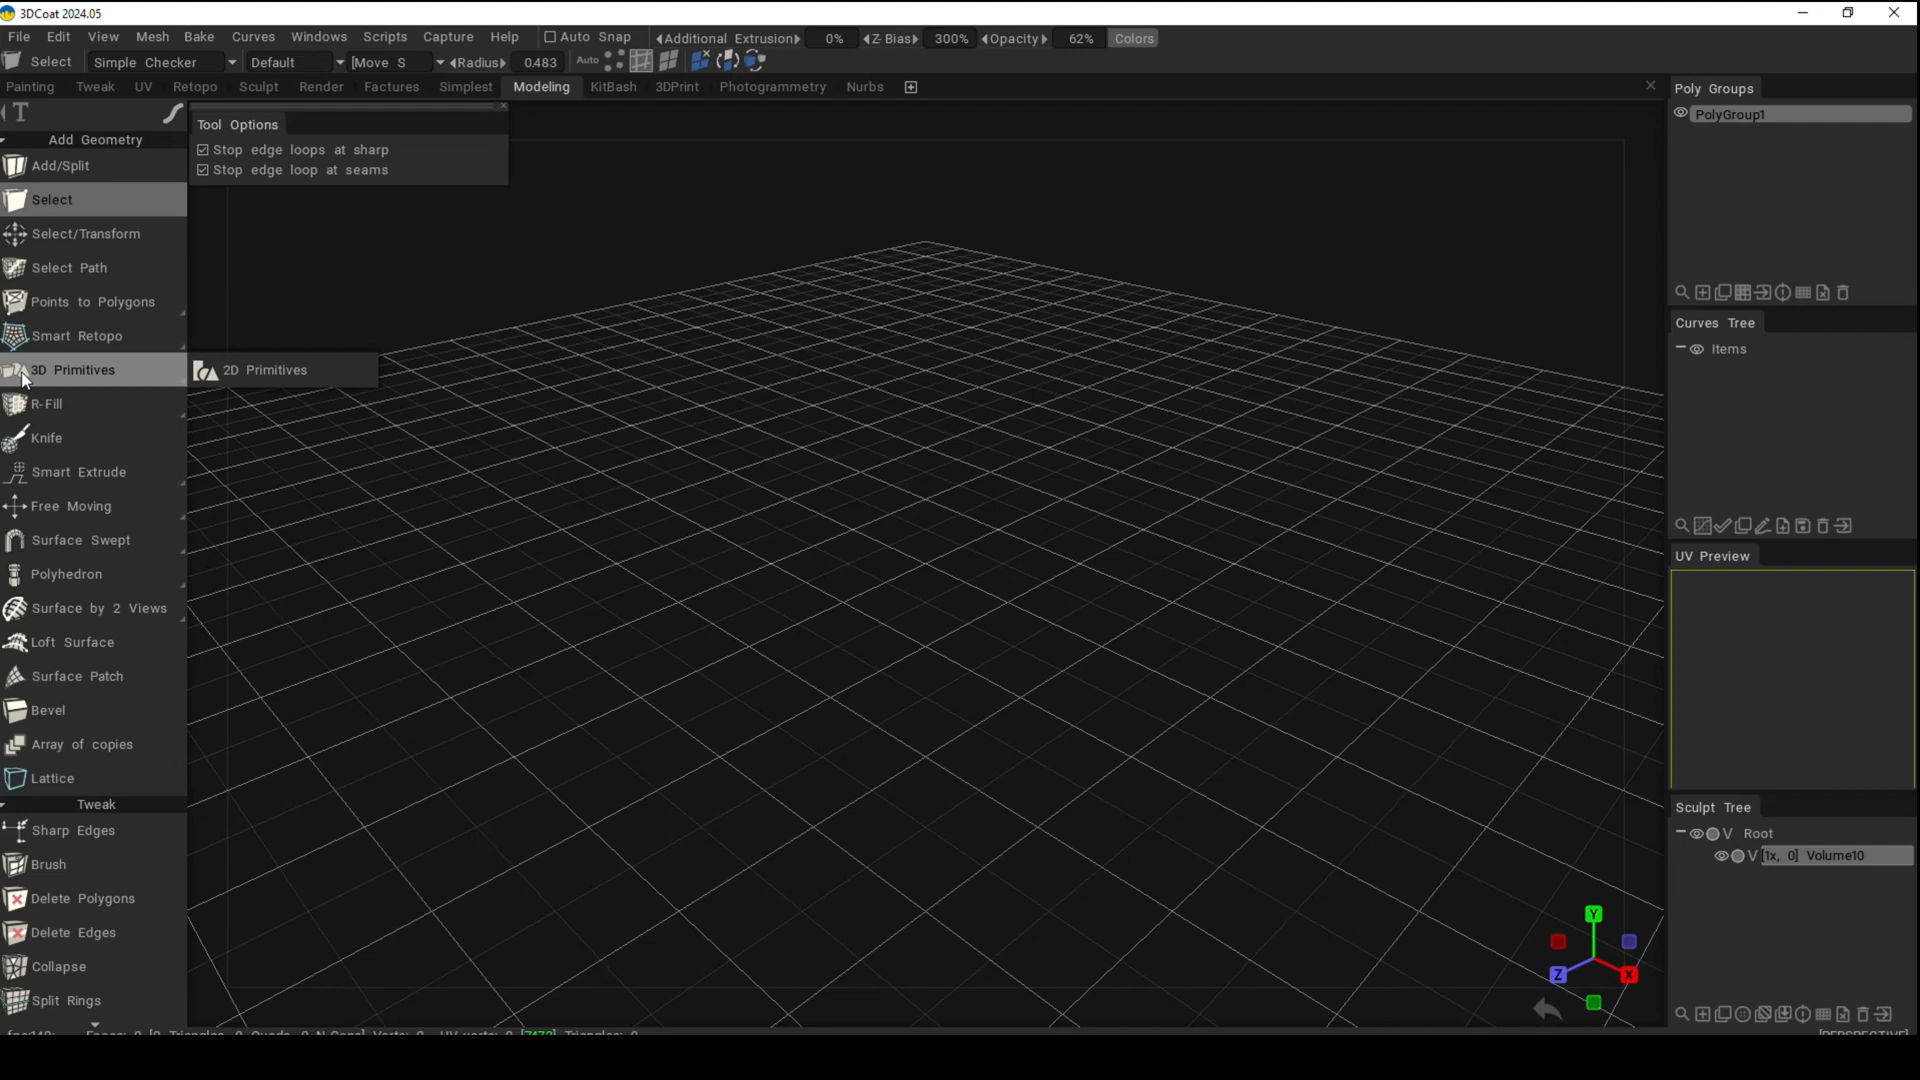 3DCoat 2024.05
File Edit View Mesh Bake Curves Windows Scripts Capture Help Auto Snap Additional Extrusion 0% Z-Bias 300% Opacity 62% Colors
Select Simple Checker Default [Move S Radius 0.483 Auto
Painting Tweak UV Retopo Sculpt Render Factures Simplest Modeling KitBash 3DPrint Photogrammetry Nurbs
T
Add Geometry
Add/Split
Select
Select/Transform
Select Path
Points to Polygons
Smart Retopo
3D Primitives
R-Fill
Knife
Smart Extrude
Free Moving
Surface Swept
Polyhedron
Surface by 2 Views
Loft Surface
Surface Patch
Bevel
Array of copies
Lattice
Tweak
Sharp Edges
Brush
Delete Polygons
Delete Edges
Collapse
Split Rings
Tool Options
Stop edge loops at sharp
Stop edge loop at seams
2D Primitives
Poly Groups
PolyGroup1
Curves Tree
Items
UV Preview
Sculpt Tree
V Root
V [1x, 0] Volume10
Y
Z
X
[PERSPECTIVE]